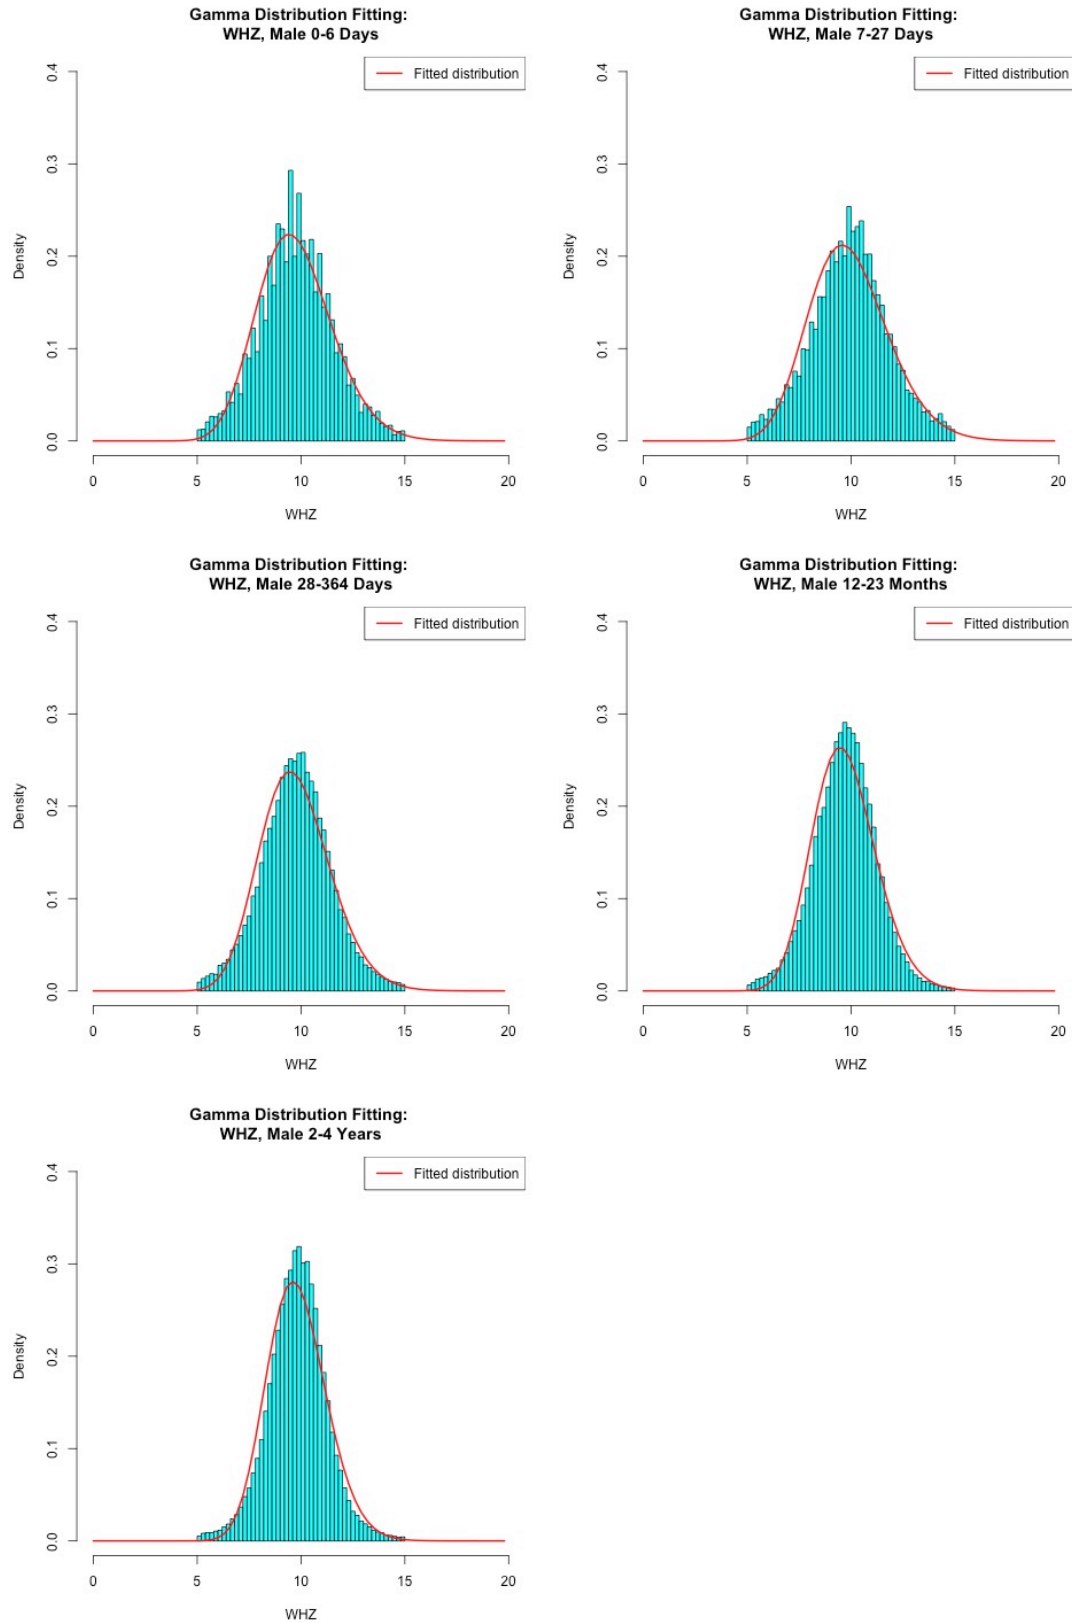 Gamma Distribution Fitting:
WHZ, Male 0-6 Days
Fitted distribution
Density
0.0 0.1 0.2 0.3 0.4
0 5 10 15 20
WHZ
Gamma Distribution Fitting:
WHZ, Male 7-27 Days
Fitted distribution
Density
0.0 0.1 0.2 0.3 0.4
0 5 10 15 20
WHZ
Gamma Distribution Fitting:
WHZ, Male 28-364 Days
Fitted distribution
Density
0.0 0.1 0.2 0.3 0.4
0 5 10 15 20
WHZ
Gamma Distribution Fitting:
WHZ, Male 12-23 Months
Fitted distribution
Density
0.0 0.1 0.2 0.3 0.4
0 5 10 15 20
WHZ
Gamma Distribution Fitting:
WHZ, Male 2-4 Years
Fitted distribution
Density
0.0 0.1 0.2 0.3 0.4
0 5 10 15 20
WHZ